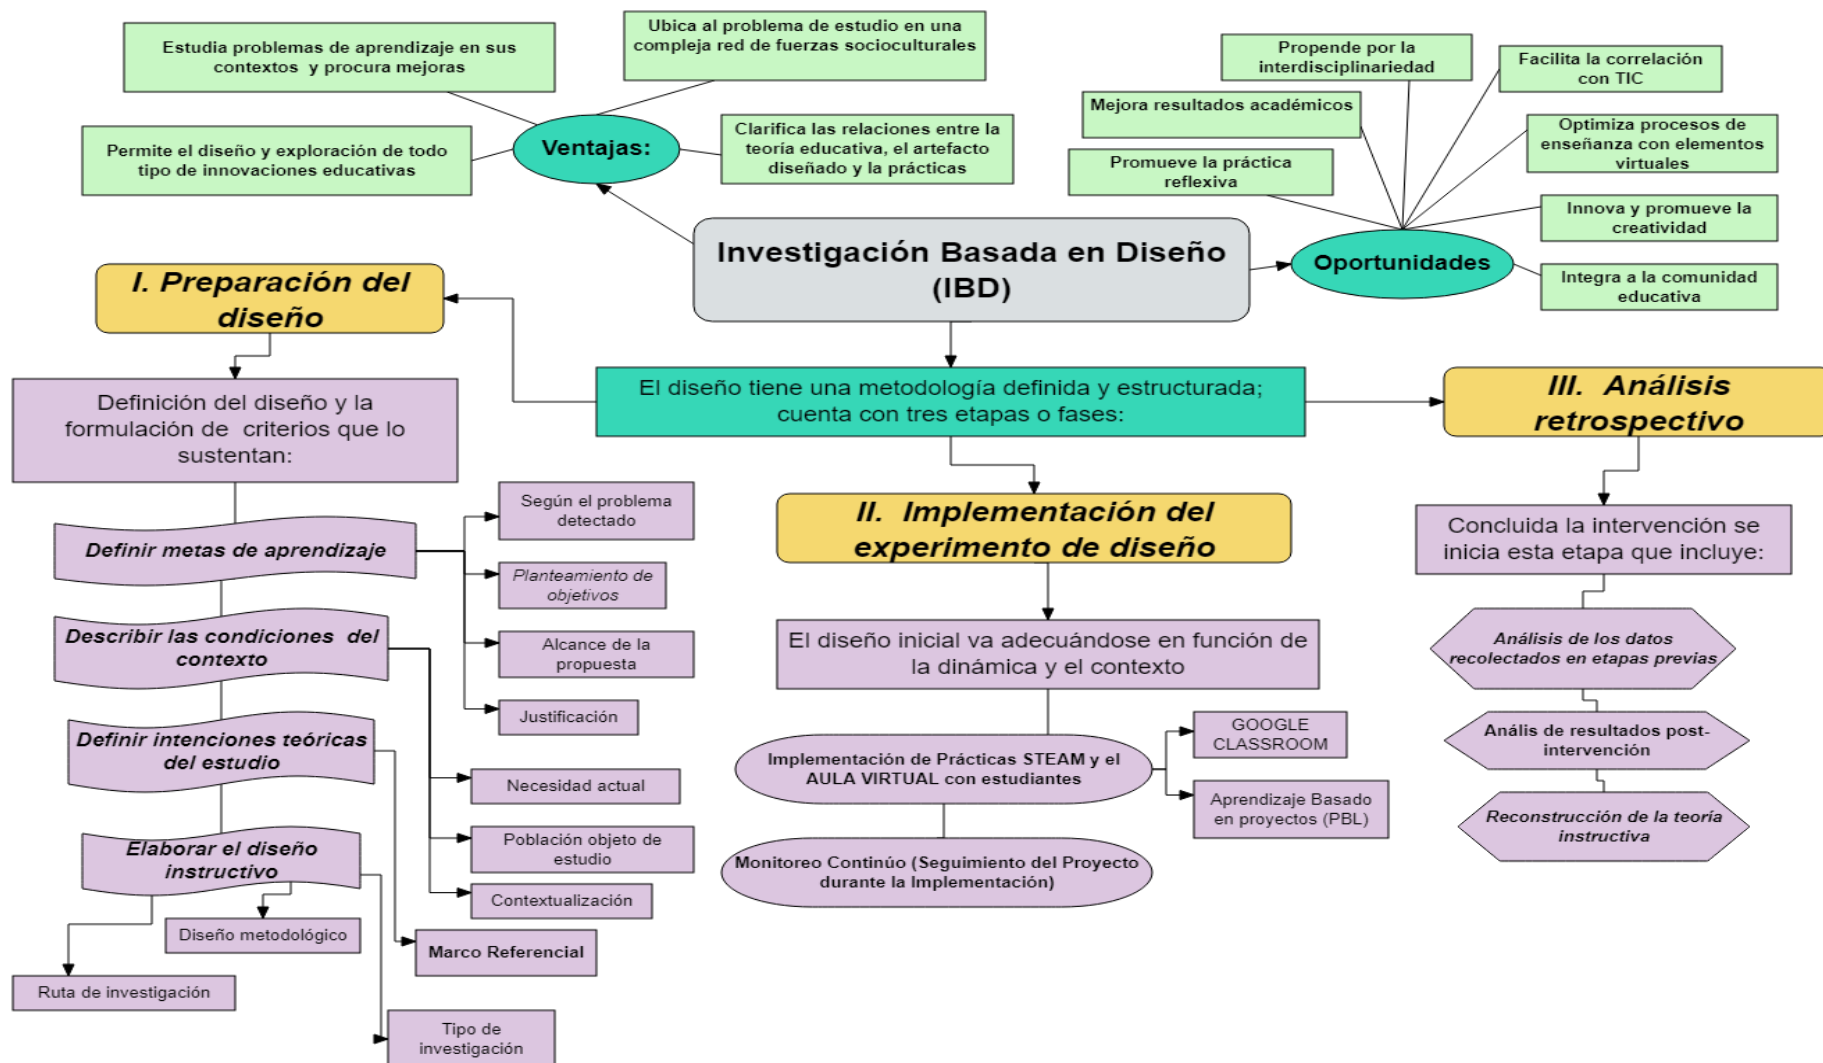 Estudia problemas de aprendizaje en sus
contextos y procura mejoras
Ubica al problema de estudio en una
compleja red de fuerzas socioculturales
Permite el diseño y exploración de todo
tipo de innovaciones educativas
Ventajas:
Clarifica las relaciones entre la
teoría educativa, el artefacto
diseñado y la prácticas
Propende por la
interdisciplinariedad
Facilita la correlación
con TIC
Mejora resultados académicos
Optimiza procesos de
enseñanza con elementos
virtuales
Promueve la práctica
reflexiva
Innova y promueve la
creatividad
Oportunidades
Integra a la comunidad
educativa
Investigación Basada en Diseño
(IBD)
El diseño tiene una metodología definida y estructurada;
cuenta con tres etapas o fases:
I. Preparación del
diseño
Definición del diseño y la
formulación de criterios que lo
sustentan:
Definir metas de aprendizaje
Según el problema
detectado
Planteamiento de
objetivos
Alcance de la
propuesta
Justificación
Describir las condiciones del
contexto
Necesidad actual
Población objeto de
estudio
Contextualización
Definir intenciones teóricas
del estudio
Marco Referencial
Elaborar el diseño
instructivo
Diseño metodológico
Ruta de investigación
Tipo de
investigación
II. Implementación del
experimento de diseño
El diseño inicial va adecuándose en función de
la dinámica y el contexto
Implementación de Prácticas STEAM y el
AULA VIRTUAL con estudiantes
GOOGLE
CLASSROOM
Aprendizaje Basado
en proyectos (PBL)
Monitoreo Continúo (Seguimiento del Proyecto
durante la Implementación)
III. Análisis
retrospectivo
Concluida la intervención se
inicia esta etapa que incluye:
Análisis de los datos
recolectados en etapas previas
Anális de resultados post-
intervención
Reconstrucción de la teoría
instructiva